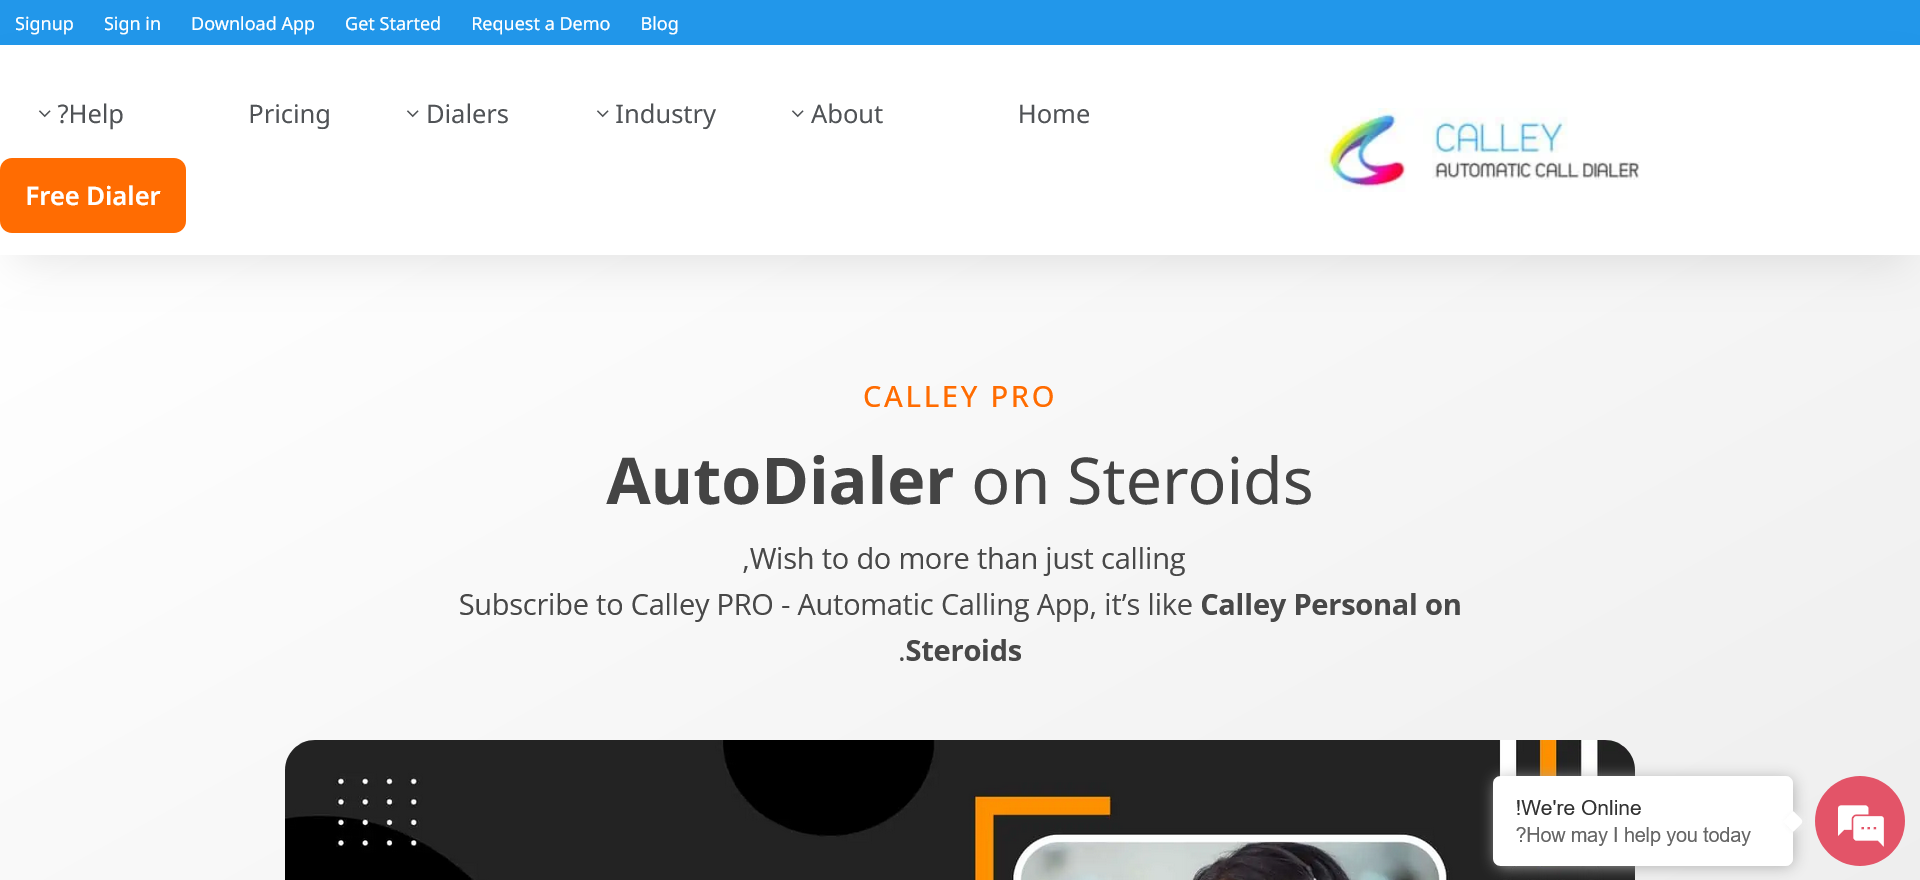 Signup Sign in Download App Get Started Request a Demo Blog
?Help Pricing Dialers Industry About Home
CALLEY
AUTOMATIC CALL DIALER
Free Dialer
CALLEY PRO
AutoDialer on Steroids
,Wish to do more than just calling
Subscribe to Calley PRO - Automatic Calling App, it’s like Calley Personal on
.Steroids
!We're Online
?How may I help you today